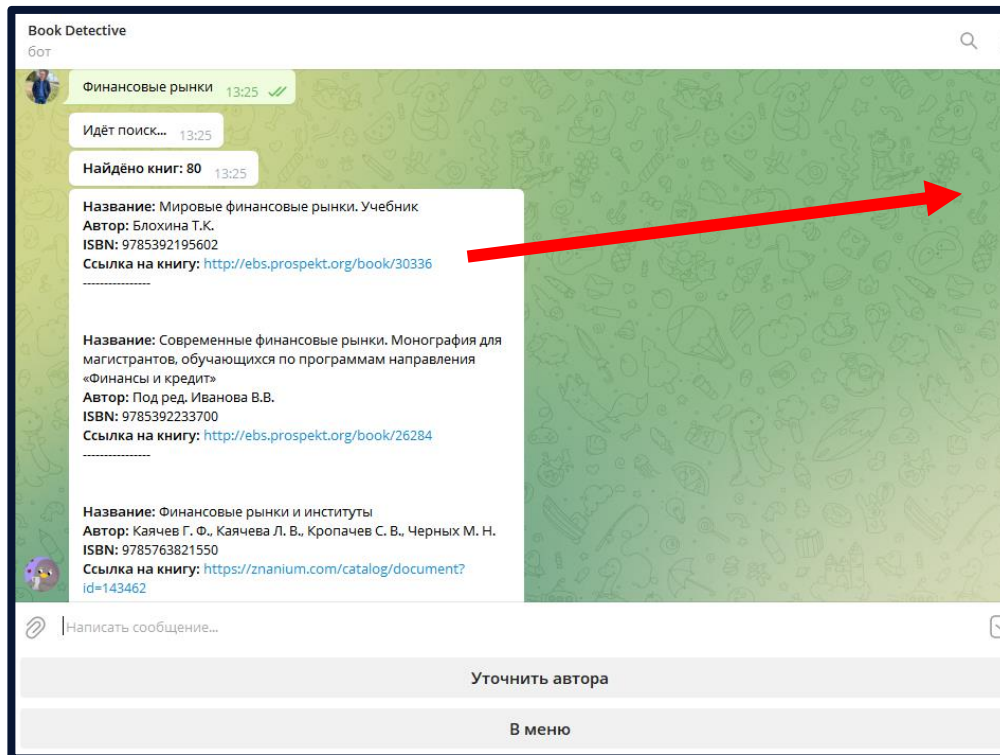 Book Detective
бот
Финансовые рынки 13:25
Идёт поиск... 13:25
Найдёно книг: 80 13:25
Название: Мировые финансовые рынки. Учебник
Автор: Блохина Т.К.
ISBN: 9785392195602
Ссылка на книгу: http://ebs.prospekt.org/book/30336
----------------
Название: Современные финансовые рынки. Монография для
магистрантов, обучающихся по программам направления
«Финансы и кредит»
Автор: Под ред. Иванова В.В.
ISBN: 9785392233700
Ссылка на книгу: http://ebs.prospekt.org/book/26284
----------------
Название: Финансовые рынки и институты
Автор: Каячев Г. Ф., Каячева Л. В., Кропачев С. В., Черных М. Н.
ISBN: 9785763821550
Ссылка на книгу: https://znanium.com/catalog/document?
id=143462
Написать сообщение...
Уточнить автора
В меню